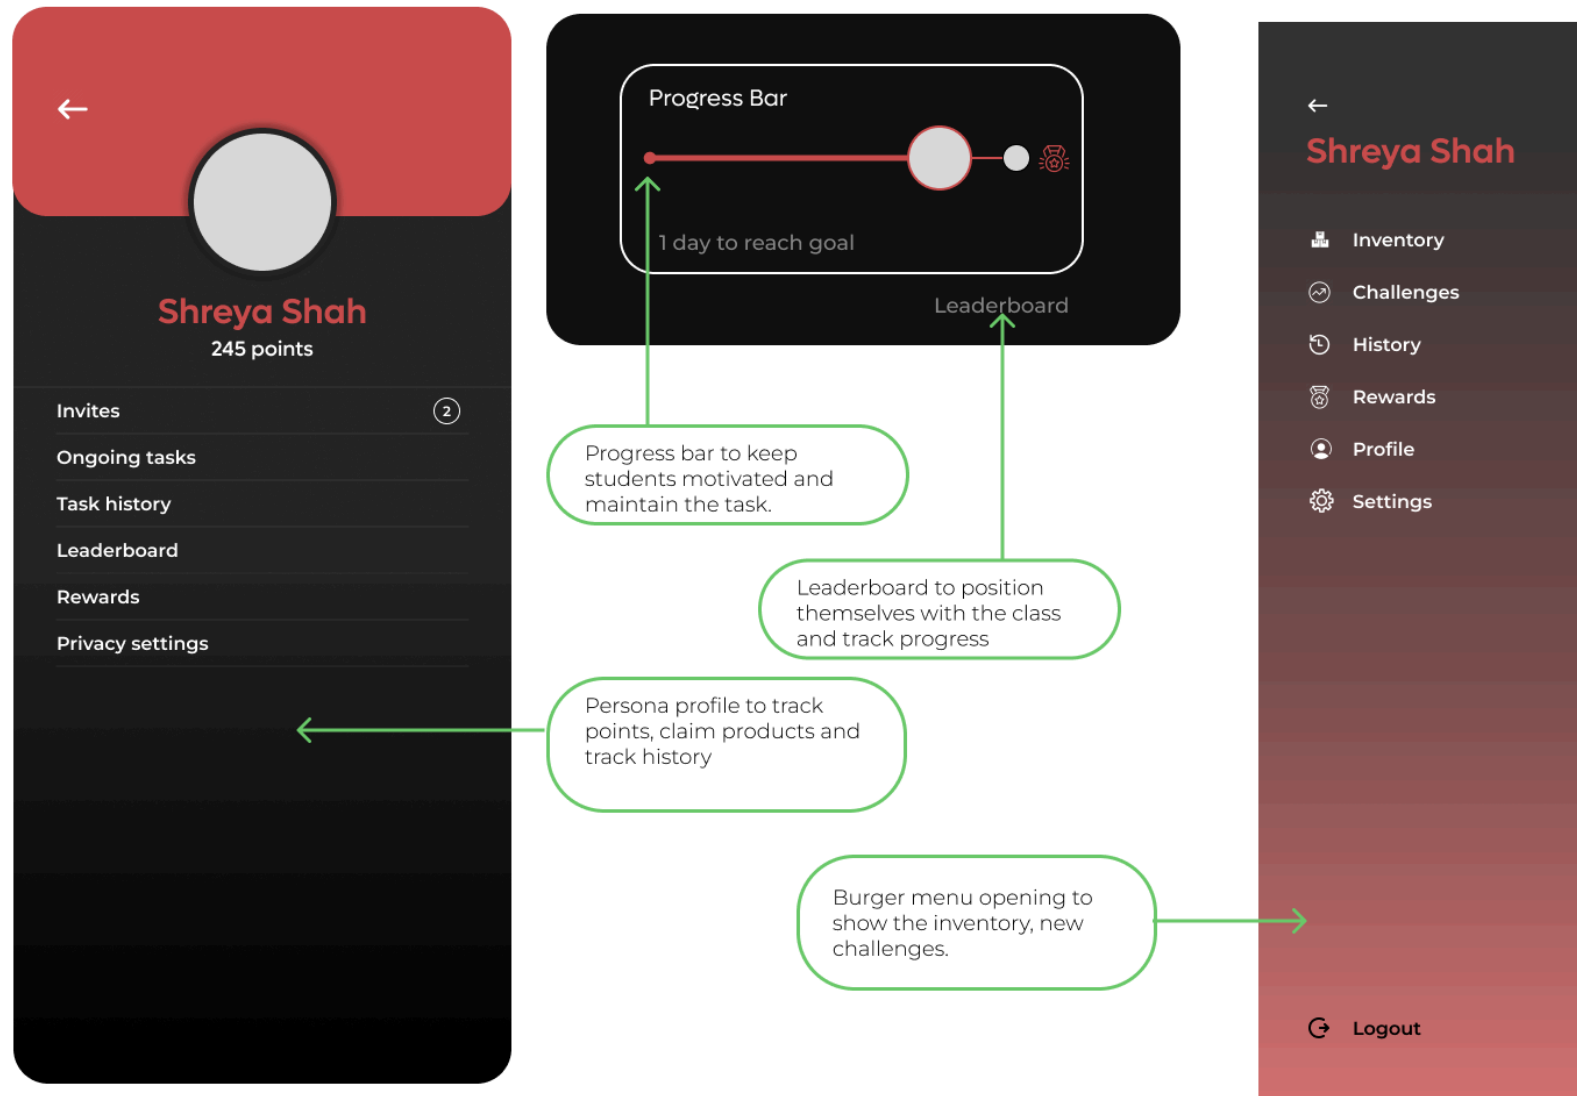 Shreya Shah
245 points
Invites
2
Ongoing tasks
Task history
Leaderboard
Rewards
Privacy settings
Progress Bar
1 day to reach goal
Leaderboard
Progress bar to keep
students motivated and
maintain the task.
Leaderboard to position
themselves with the class
and track progress
Persona profile to track
points, claim products and
track history
Burger menu opening to
show the inventory, new
challenges.
Shreya Shah
Inventory
Challenges
History
Rewards
Profile
Settings
Logout